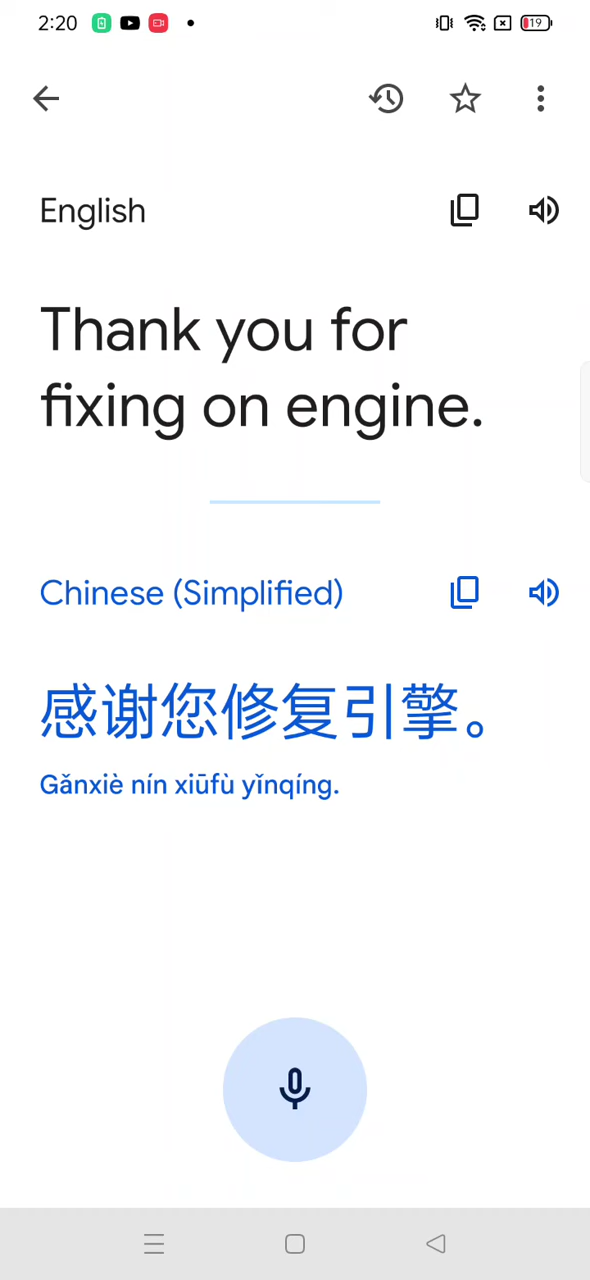 2:20
19
English
Thank you for
fixing on engine.
Chinese (Simplified)
感谢您修复引擎。
Gǎnxiè nín xiūfù yǐnqíng.